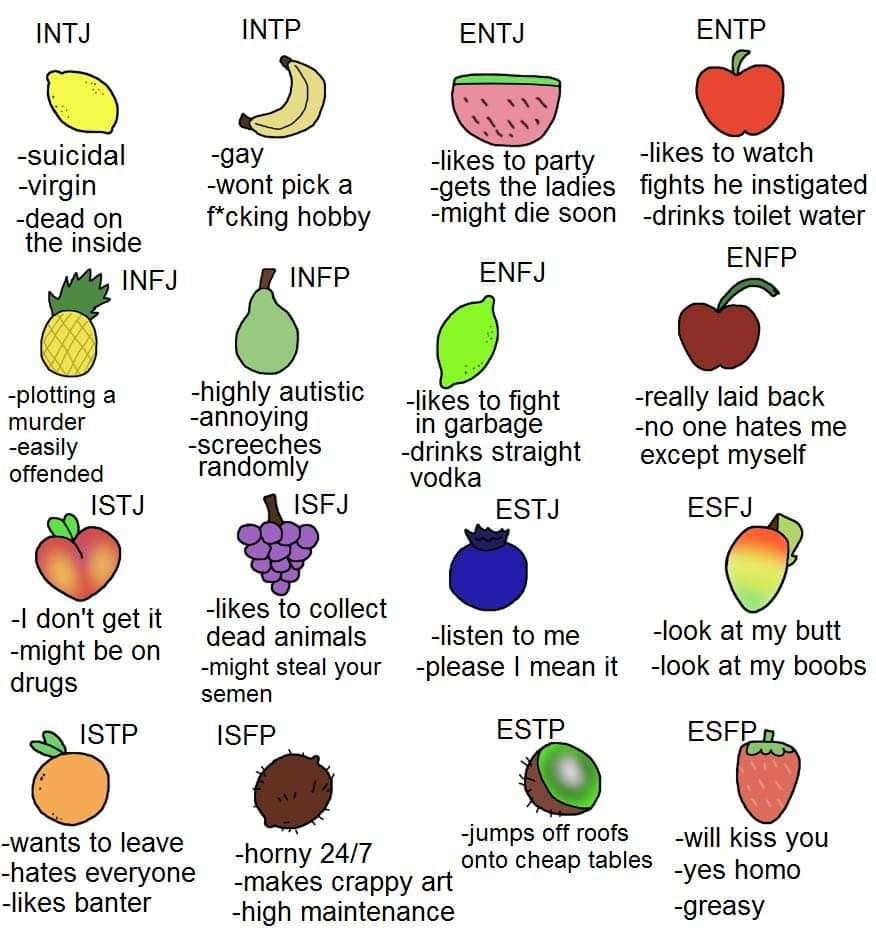 INTJ
-suicidal
-virgin
-dead on
the inside
INTP
-gay
-wont pick a
f*cking hobby
ENTJ
-likes to party
-gets the ladies
-might die soon
ENTP
-likes to watch
fights he instigated
-drinks toilet water
INFJ
-plotting a
murder
-easily
offended
INFP
-highly autistic
-annoying
-screeches
randomly
ENFJ
-likes to fight
in garbage
-drinks straight
vodka
ENFP
-really laid back
-no one hates me
except myself
ISTJ
-I don't get it
-might be on
drugs
ISFJ
-likes to collect
dead animals
-might steal your
semen
ESTJ
-listen to me
-please I mean it
ESFJ
-look at my butt
-look at my boobs
ISTP
-wants to leave
-hates everyone
-likes banter
ISFP
-horny 24/7
-makes crappy art
-high maintenance
ESTP
-jumps off roofs
onto cheap tables
ESFP
-will kiss you
-yes homo
-greasy